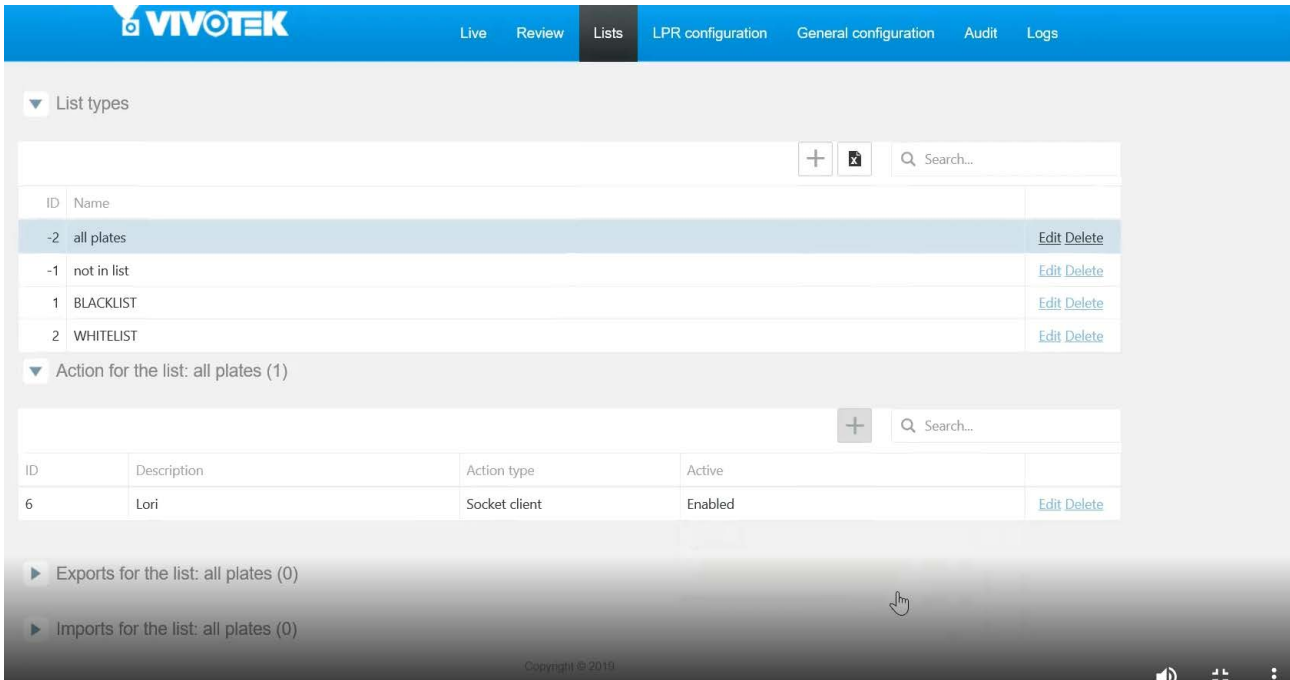 VIVOTEK Live Review Lists LPR configuration General configuration Audit Logs
List types
Search...
ID Name
-2 all plates Edit Delete
-1 not in list Edit Delete
1 BLACKLIST Edit Delete
2 WHITELIST Edit Delete
Action for the list: all plates (1)
Search...
ID Description Action type Active
6 Lori Socket client Enabled Edit Delete
Exports for the list: all plates (0)
Imports for the list: all plates (0)
Copyright © 2019